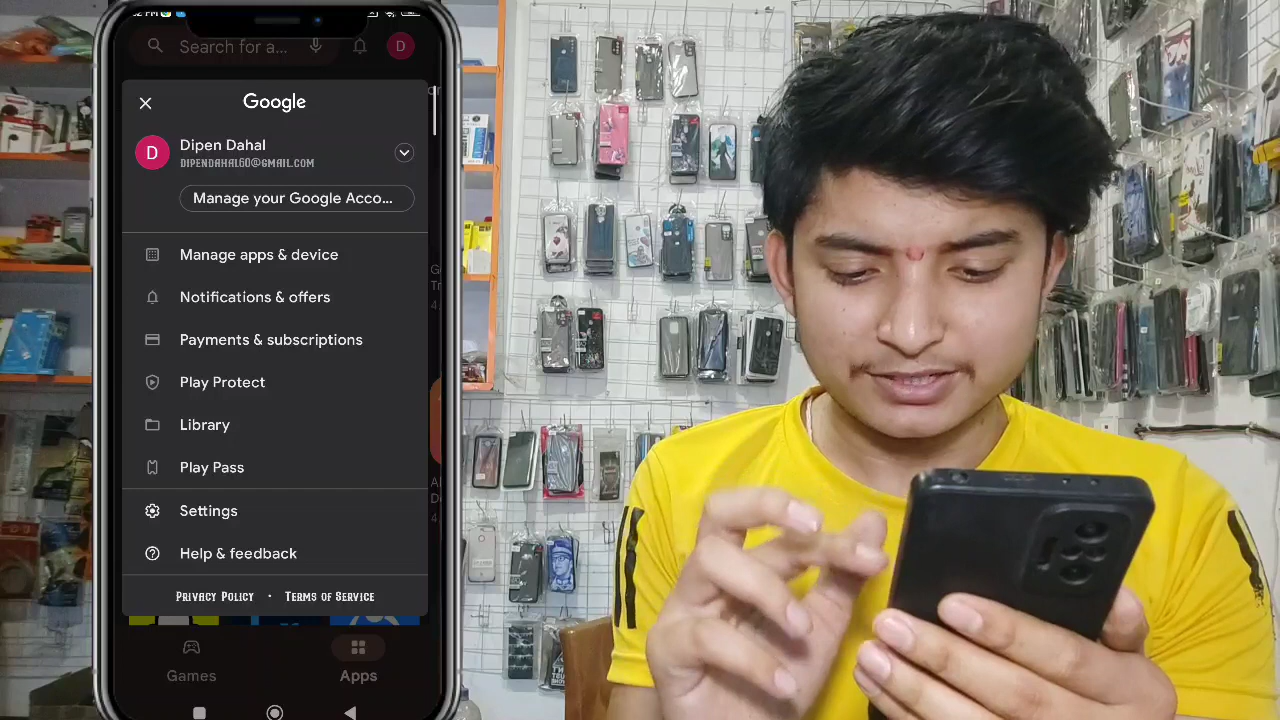 Search for a...
D
Google
D
Dipen Dahal
DIPENDAHAL60@GMAIL.COM
Manage your Google Acco...
Manage apps & device
Notifications & offers
Payments & subscriptions
Play Protect
Library
Play Pass
Settings
Help & feedback
Privacy Policy • Terms of Service
Games
Apps